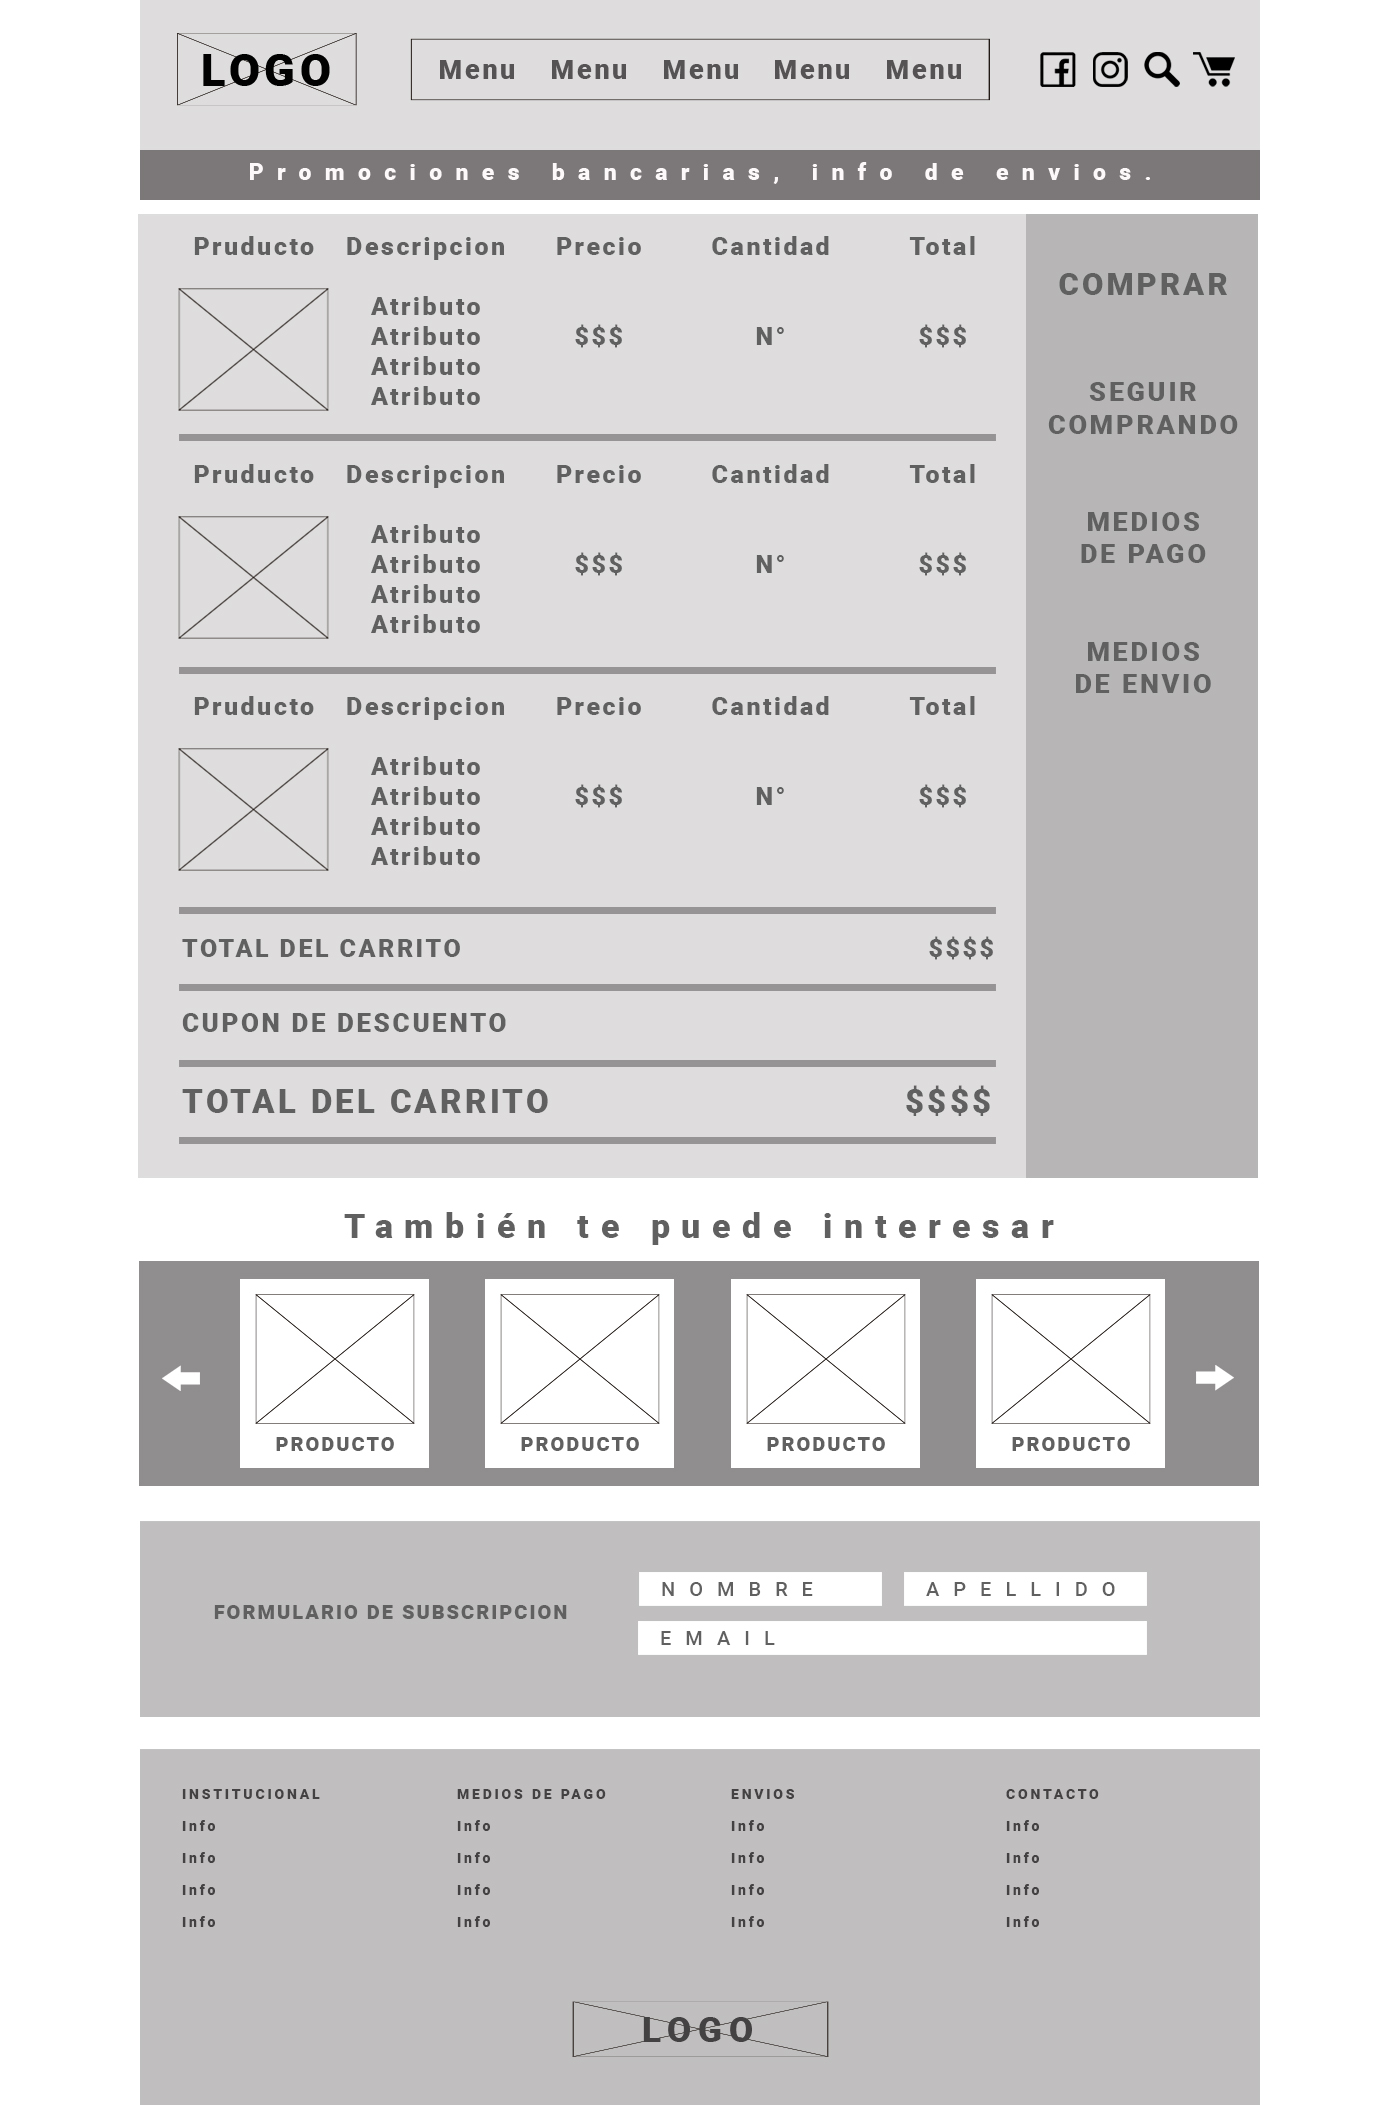 LOGO
Menu Menu Menu Menu Menu
Promociones bancarias, info de envios.
Pruducto Descripcion Precio Cantidad Total
Atributo
Atributo $$$ N° $$$
Atributo
Atributo
Pruducto Descripcion Precio Cantidad Total
Atributo
Atributo $$$ N° $$$
Atributo
Atributo
Pruducto Descripcion Precio Cantidad Total
Atributo
Atributo $$$ N° $$$
Atributo
Atributo
TOTAL DEL CARRITO $$$$
CUPON DE DESCUENTO
TOTAL DEL CARRITO $$$$
COMPRAR
SEGUIR
COMPRANDO
MEDIOS
DE PAGO
MEDIOS
DE ENVIO
También te puede interesar
PRODUCTO PRODUCTO PRODUCTO PRODUCTO
FORMULARIO DE SUBSCRIPCION
NOMBRE APELLIDO
EMAIL
INSTITUCIONAL
Info
Info
Info
Info
MEDIOS DE PAGO
Info
Info
Info
Info
ENVIOS
Info
Info
Info
Info
CONTACTO
Info
Info
Info
Info
LOGO